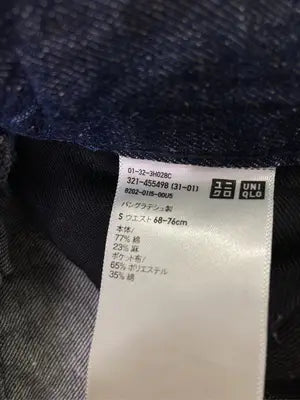 01-32-3H02BC
321-455498 (31-01)
8202-0115-00U5
ユニクロ
UNIQLO
バングラデシュ製
S ウエスト 68-76cm
本体/
77% 綿
23% 麻
ポケット布/
65% ポリエステル
35% 綿